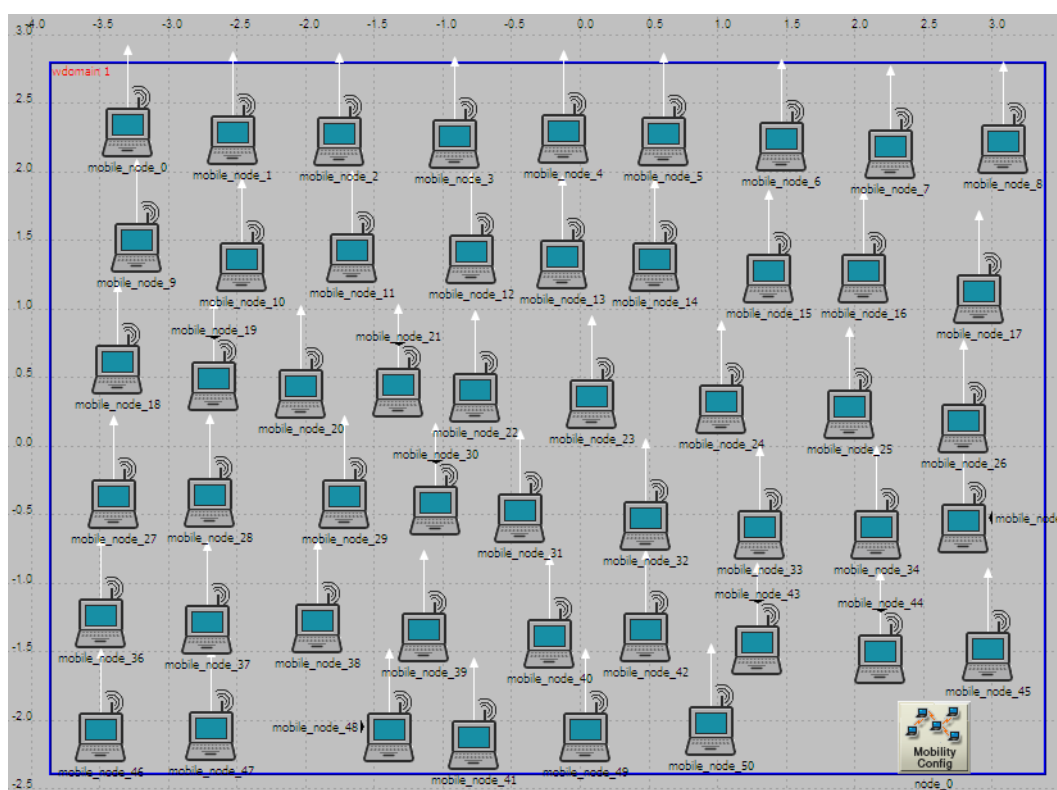 -4.0 -3.5 -3.0 -2.5 -2.0 -1.5 -1.0 -0.5 0.0 0.5 1.0 1.5 2.0 2.5 3.0
3.0
wdomain 1
2.5
2.0
mobile_node_0 mobile_node_1 mobile_node_2 mobile_node_3 mobile_node_4 mobile_node_5 mobile_node_6 mobile_node_7 mobile_node_8
1.5
mobile_node_9 mobile_node_10 mobile_node_11 mobile_node_12 mobile_node_13 mobile_node_14 mobile_node_15 mobile_node_16 mobile_node_17
1.0
mobile_node_19 mobile_node_21
0.5
mobile_node_18 mobile_node_20 mobile_node_22 mobile_node_23 mobile_node_24 mobile_node_25 mobile_node_26
0.0
mobile_node_30
-0.5
mobile_node_27 mobile_node_28 mobile_node_29 mobile_node_31 mobile_node_32 mobile_node_33 mobile_node_34
-1.0
mobile_node_43 mobile_node_44
-1.5
mobile_node_36 mobile_node_37 mobile_node_38 mobile_node_39 mobile_node_40 mobile_node_42 mobile_node_45
-2.0
mobile_node_48
mobile_node_46 mobile_node_47 mobile_node_41 mobile_node_49 mobile_node_50
Mobility
Config
node_0
-2.5